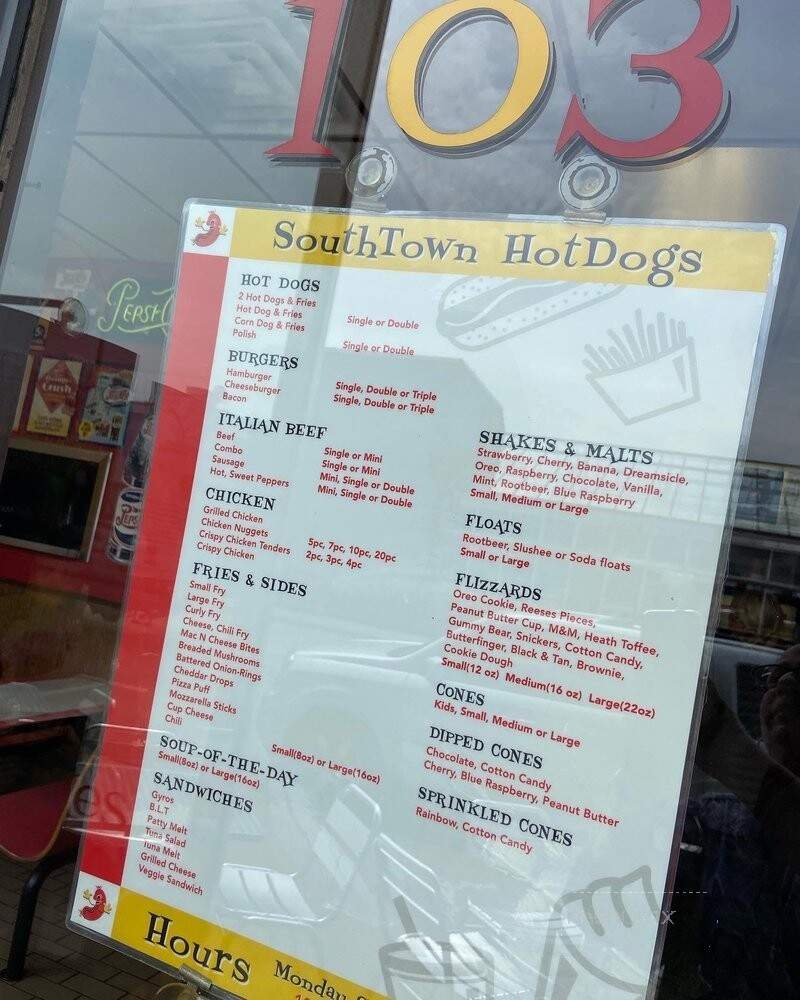 103
SouthTown HotDogs
HOT DOGS
2 Hot Dogs & Fries
Hot Dog & Fries Single or Double
Corn Dog & Fries
Polish Single or Double
BURGERS
Hamburger Single, Double or Triple
Cheeseburger Single, Double or Triple
Bacon
ITALIAN BEEF
Beef Single or Mini
Combo Single or Mini
Sausage Mini, Single or Double
Hot, Sweet Peppers Mini, Single or Double
CHICKEN
Grilled Chicken
Chicken Nuggets 5pc, 7pc, 10pc, 20pc
Crispy Chicken Tenders 2pc, 3pc, 4pc
Crispy Chicken
FRIES & SIDES
Small Fry
Large Fry
Curly Fry
Cheese, Chili Fry
Mac N Cheese Bites
Breaded Mushrooms
Battered Onion-Rings
Cheddar Drops
Pizza Puff
Mozzarella Sticks
Cup Cheese
Chili Small(8oz) or Large(16oz)
SOUP-OF-THE-DAY
Small(8oz) or Large(16oz)
SANDWICHES
Gyros
B.L.T
Patty Melt
Tuna Salad
Tuna Melt
Grilled Cheese
Veggie Sandwich
SHAKES & MALTS
Strawberry, Cherry, Banana, Dreamsicle,
Oreo, Raspberry, Chocolate, Vanilla,
Mint, Rootbeer, Blue Raspberry
Small, Medium or Large
FLOATS
Rootbeer, Slushee or Soda floats
Small or Large
FLIZZARDS
Oreo Cookie, Reeses Pieces,
Peanut Butter Cup, M&M, Heath Toffee,
Gummy Bear, Snickers, Cotton Candy,
Butterfinger, Black & Tan, Brownie,
Cookie Dough
Small(12 oz) Medium(16 oz) Large(22oz)
CONES
Kids, Small, Medium or Large
DIPPED CONES
Chocolate, Cotton Candy
Cherry, Blue Raspberry, Peanut Butter
SPRINKLED CONES
Rainbow, Cotton Candy
Hours
Monday
Crush
PEPSI